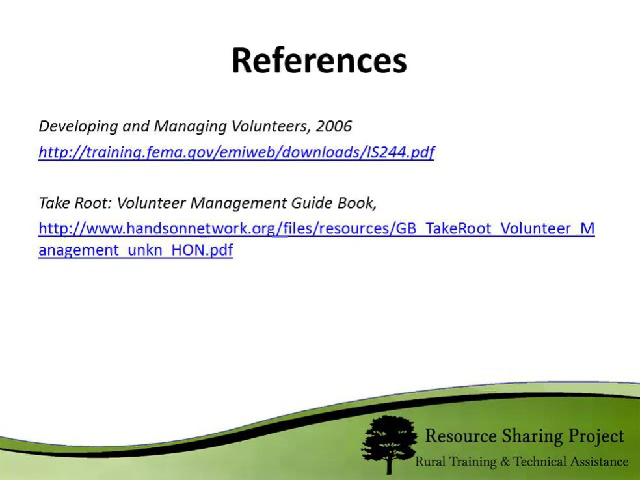 References
Developing and Managing Volunteers, 2006
http://training.fema.gov/emiweb/downloads/IS244.pdf
Take Root: Volunteer Management Guide Book,
http://www.handsonnetwork.org/files/resources/GB_TakeRoot_Volunteer_M
anagement_unkn_HON.pdf
Resource Sharing Project
Rural Training & Technical Assistance